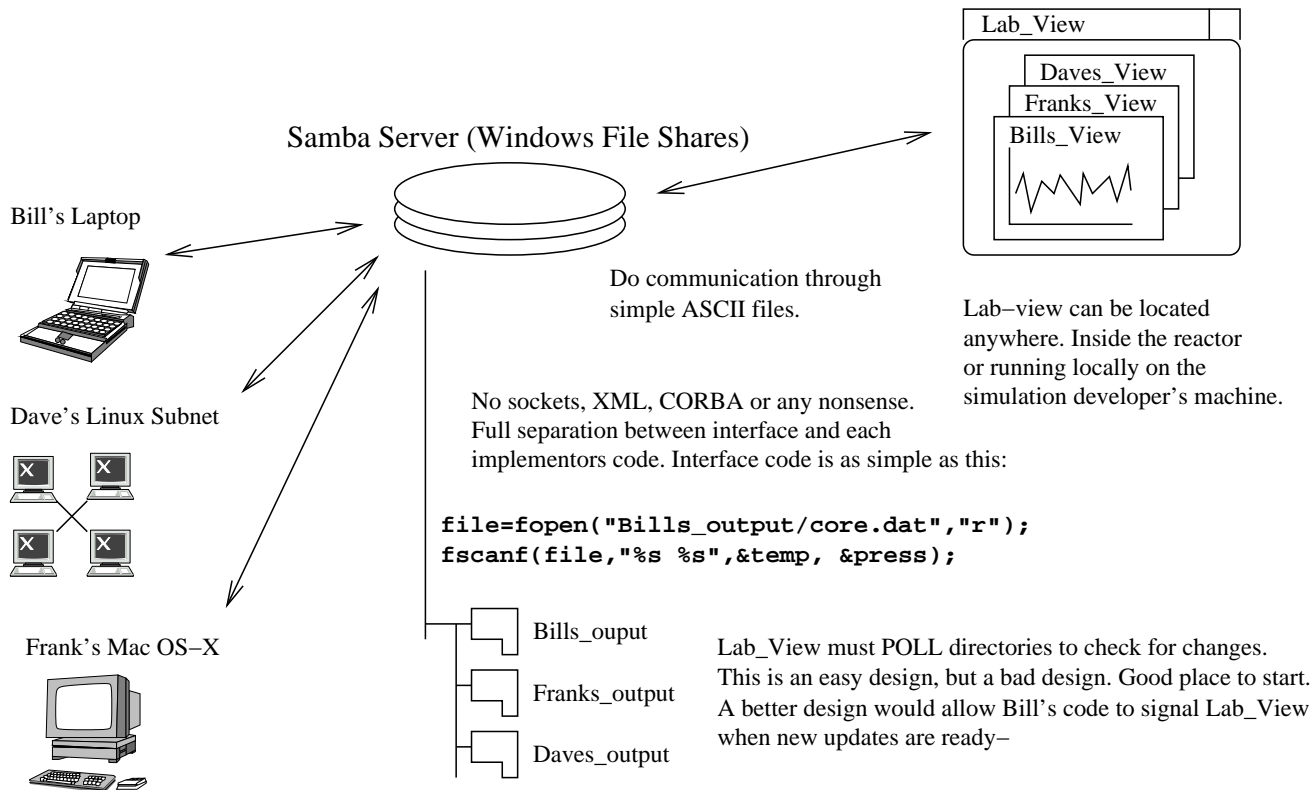 Lab_View
Daves_View
Franks_View
Bills_View
Samba Server (Windows File Shares)
Bill's Laptop
Do communication through
simple ASCII files.
Lab−view can be located
anywhere. Inside the reactor
or running locally on the
simulation developer's machine.
Dave's Linux Subnet
X
X
X
X
No sockets, XML, CORBA or any nonsense.
Full separation between interface and each
implementors code. Interface code is as simple as this:
file=fopen("Bills_output/core.dat","r");
fscanf(file,"%s %s",&temp, &press);
Frank's Mac OS−X
Bills_ouput
Franks_output
Daves_output
Lab_View must POLL directories to check for changes.
This is an easy design, but a bad design. Good place to start.
A better design would allow Bill's code to signal Lab_View
when new updates are ready−